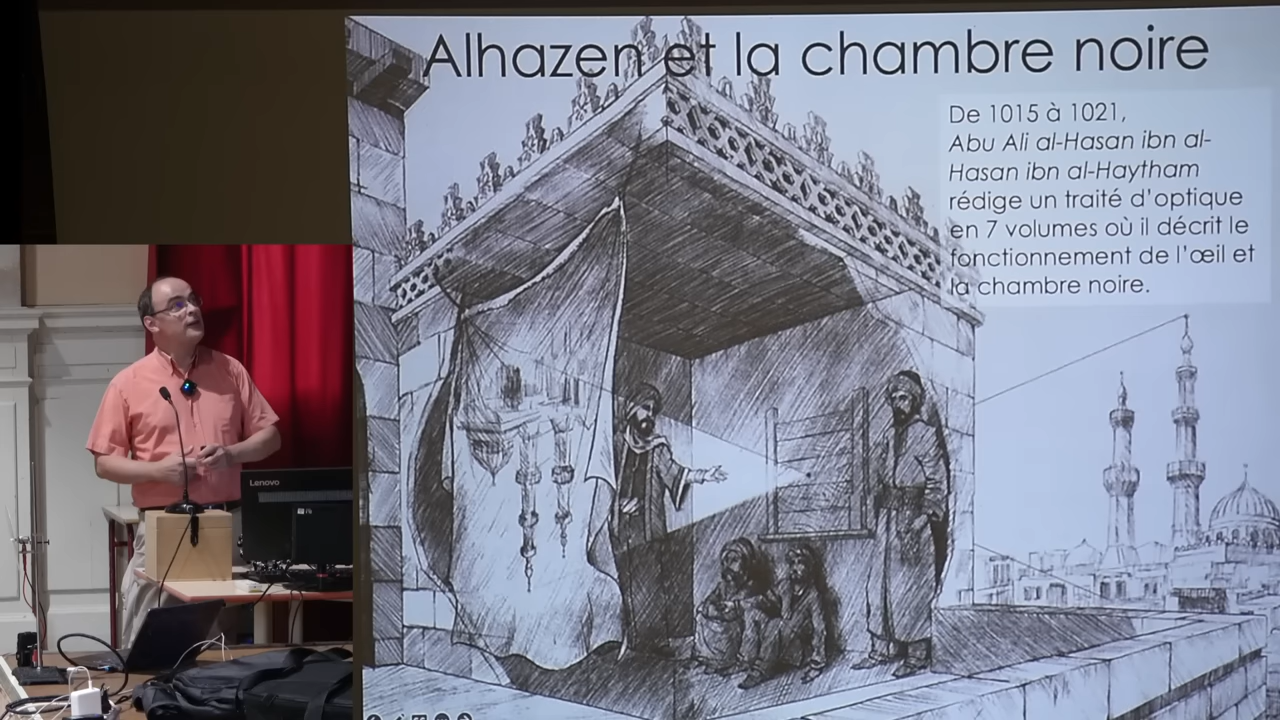 Alhazen et la chambre noire
De 1015 à 1021,
Abu Ali al-Hasan ibn al-
Hasan ibn al-Haytham
rédige un traité d'optique
en 7 volumes où il décrit le
fonctionnement de l'œil et
la chambre noire.
Lenovo